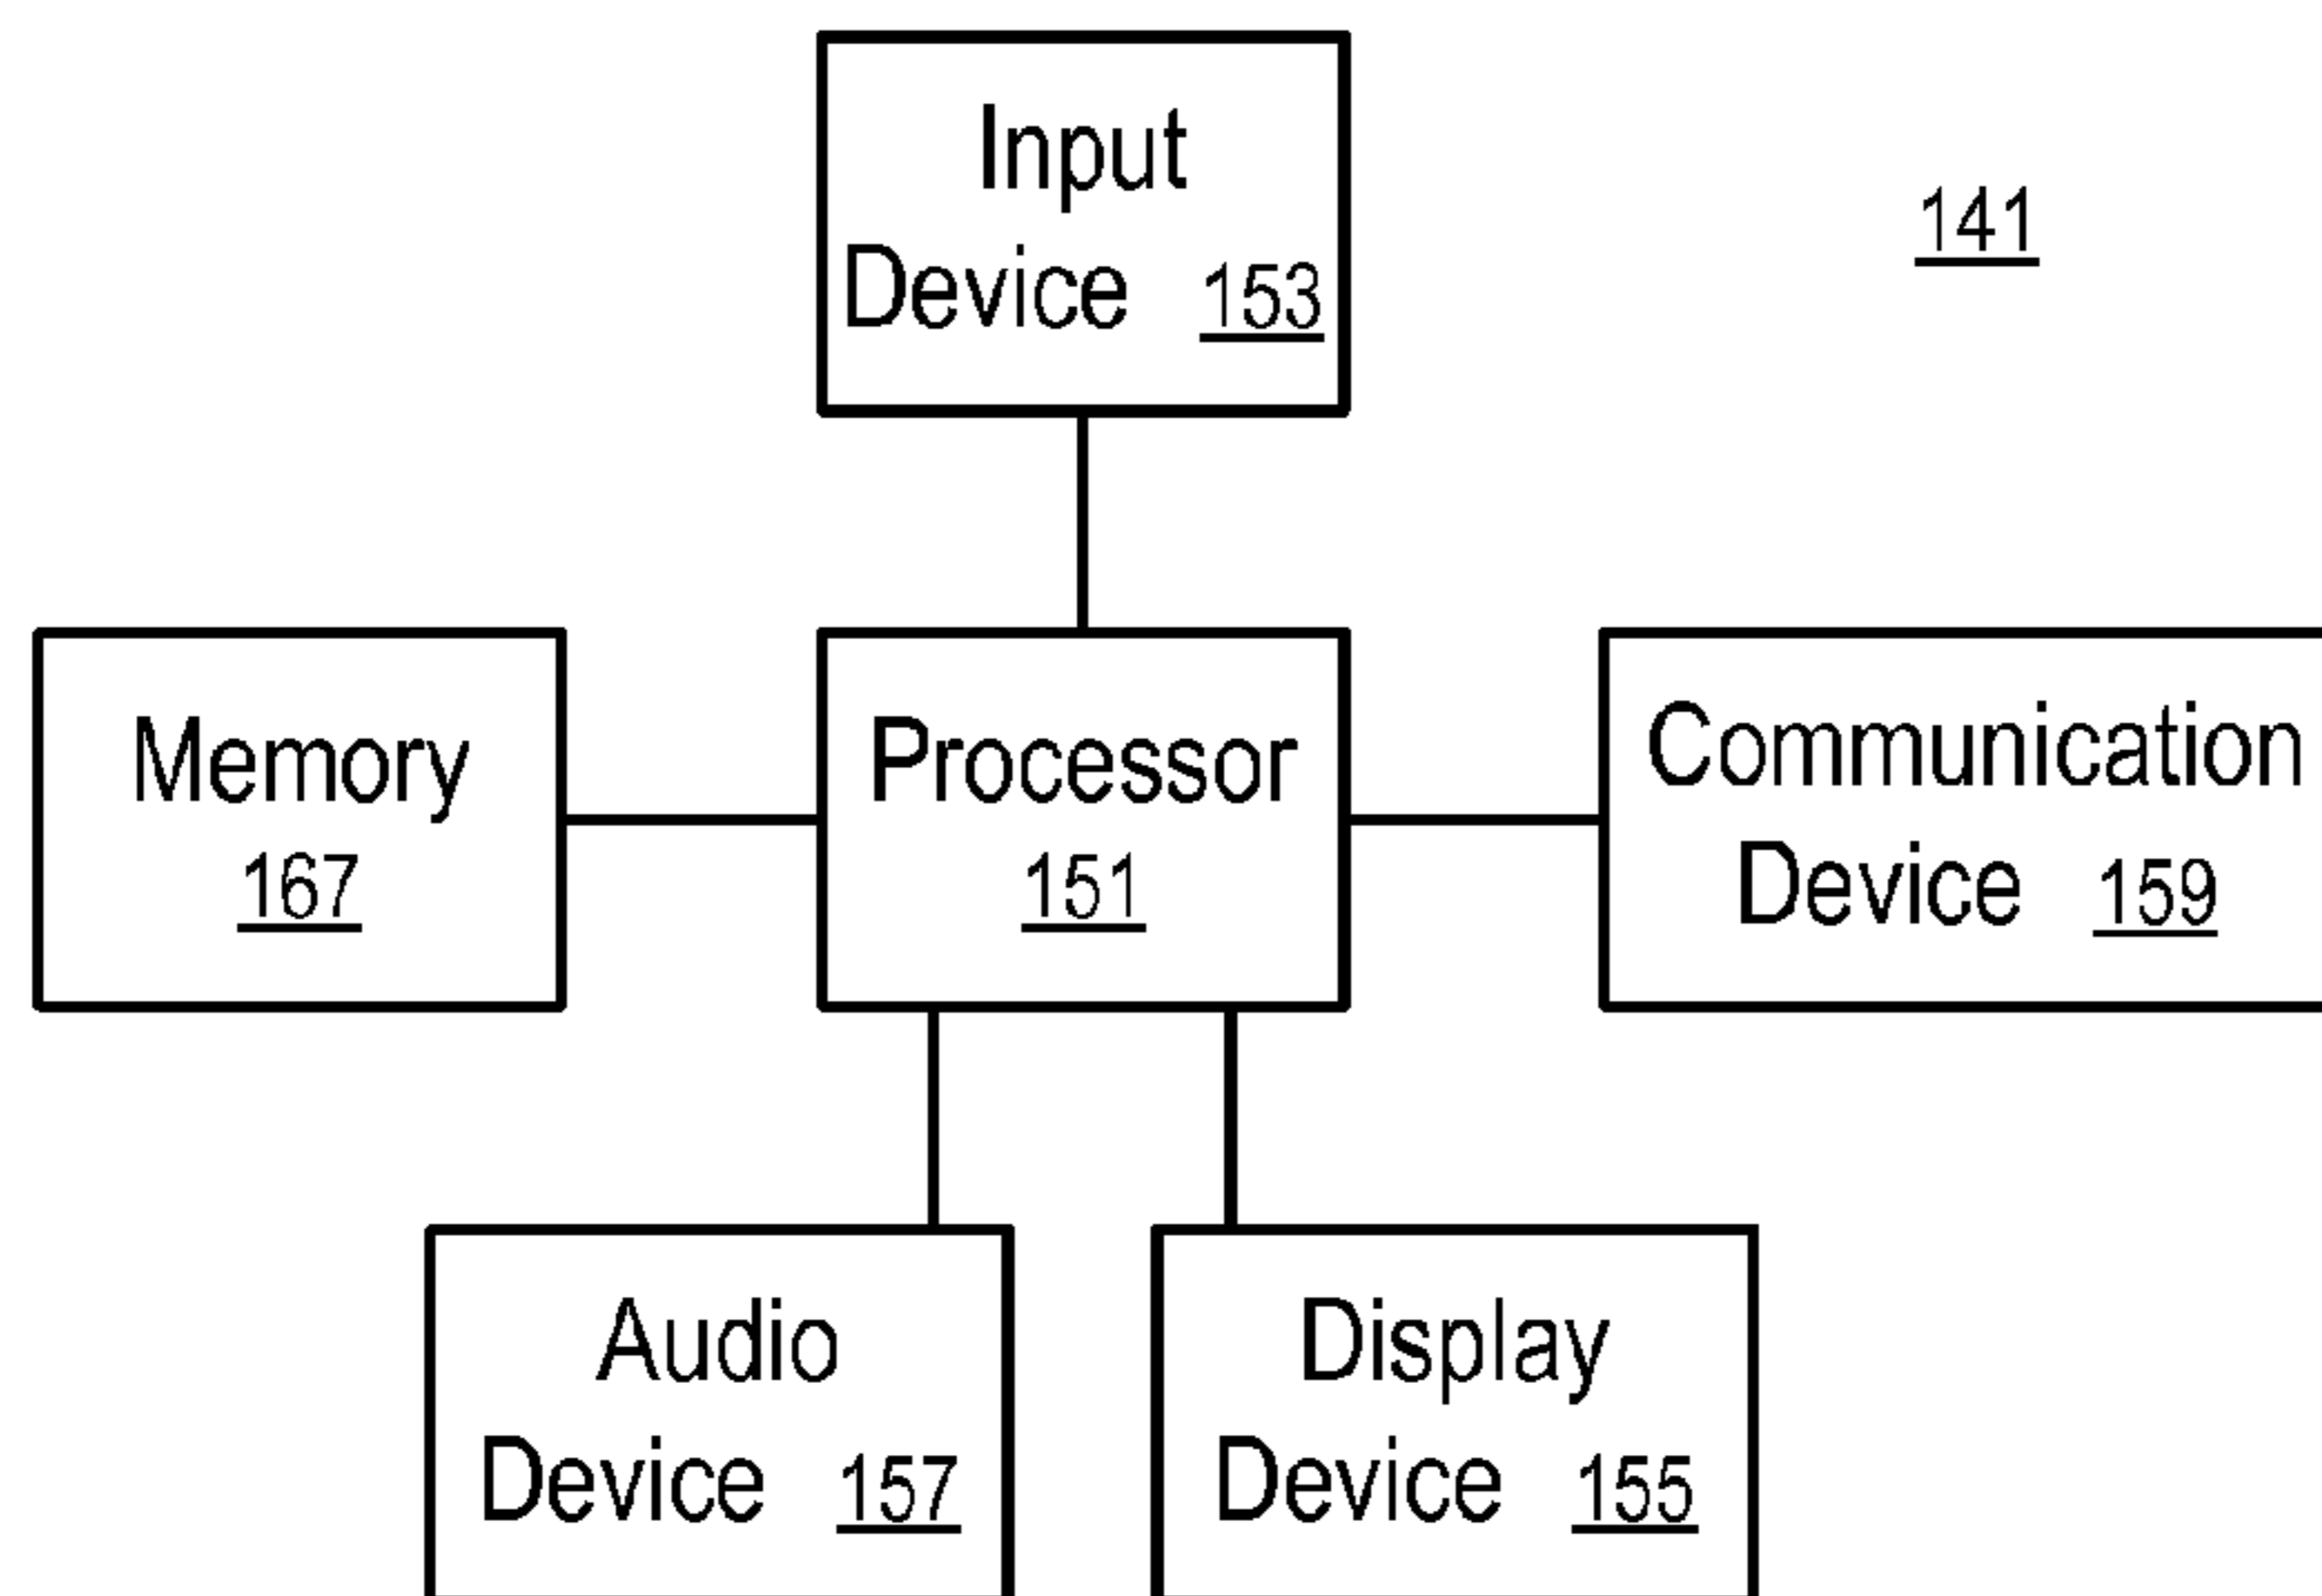 Input
Device 153
141
Memory
167
Processor
151
Communication
Device 159
Audio
Device 157
Display
Device 155